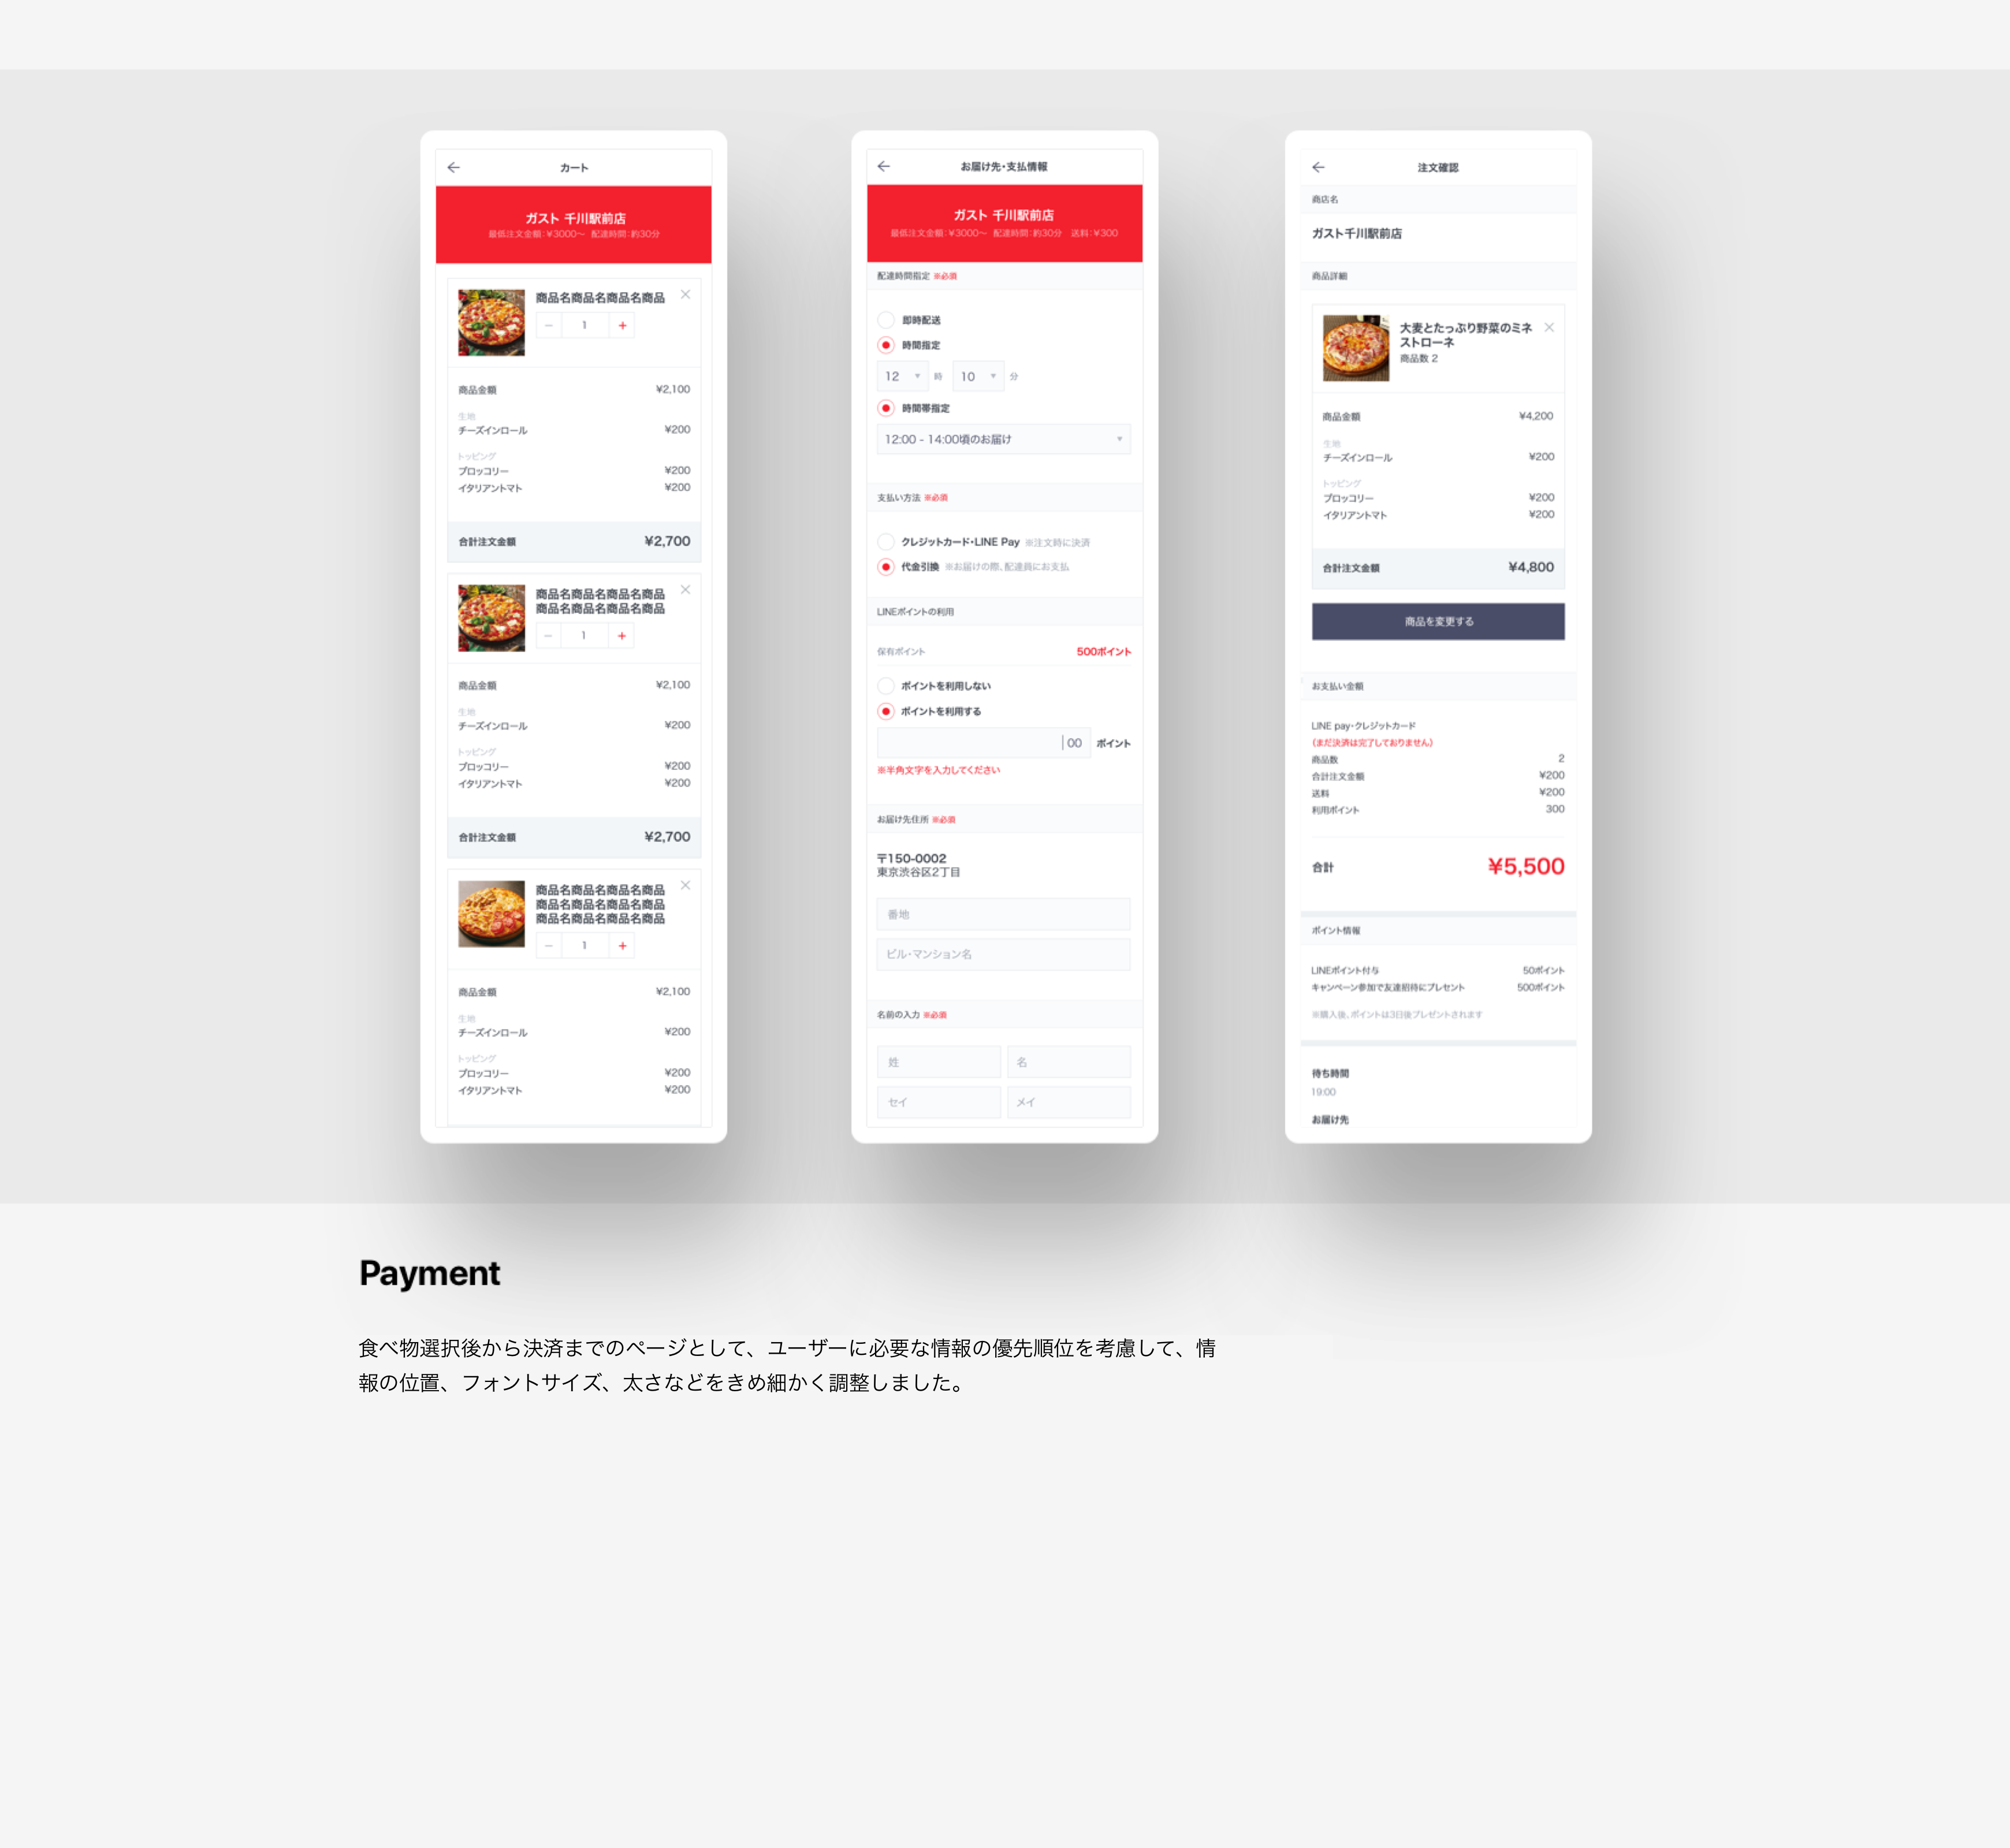 カート
ガスト 千川駅前店
最低注文金額：¥3000〜 配達時間：約30分
商品名商品名商品名商品
1
商品金額 ¥2,100
生地
チーズインロール ¥200
トッピング
ブロッコリー ¥200
イタリアントマト ¥200
合計注文金額 ¥2,700
商品名商品名商品名商品
商品名商品名商品名商品
1
商品金額 ¥2,100
生地
チーズインロール ¥200
トッピング
ブロッコリー ¥200
イタリアントマト ¥200
合計注文金額 ¥2,700
商品名商品名商品名商品
商品名商品名商品名商品
商品名商品名商品名商品
1
商品金額 ¥2,100
生地
チーズインロール ¥200
トッピング
ブロッコリー ¥200
イタリアントマト ¥200
お届け先・支払情報
ガスト 千川駅前店
最低注文金額：¥3000〜 配達時間：約30分 送料：¥300
配達時間指定 ※必須
即時配送
時間指定
12 時 10 分
時間帯指定
12:00 - 14:00頃のお届け
支払い方法 ※必須
クレジットカード・LINE Pay ※注文時に決済
代金引換 ※お届けの際、配達員にお支払
LINEポイントの利用
保有ポイント 500ポイント
ポイントを利用しない
ポイントを利用する
00 ポイント
※半角文字を入力してください
お届け先住所 ※必須
〒150-0002
東京渋谷区2丁目
番地
ビル・マンション名
名前の入力 ※必須
姓 名
セイ メイ
注文確認
商店名
ガスト千川駅前店
商品詳細
大麦とたっぷり野菜のミネ
ストローネ
商品数 2
商品金額 ¥4,200
生地
チーズインロール ¥200
トッピング
ブロッコリー ¥200
イタリアントマト ¥200
合計注文金額 ¥4,800
商品を変更する
お支払い金額
LINE pay・クレジットカード
（まだ決済は完了しておりません）
商品数 2
合計注文金額 ¥200
送料 ¥200
利用ポイント 300
合計 ¥5,500
ポイント情報
LINEポイント付与 50ポイント
キャンペーン参加で友達招待にプレセント 500ポイント
※購入後、ポイントは3日後プレゼントされます
待ち時間
19:00
お届け先
Payment
食べ物選択後から決済までのページとして、ユーザーに必要な情報の優先順位を考慮して、情
報の位置、フォントサイズ、太さなどをきめ細かく調整しました。